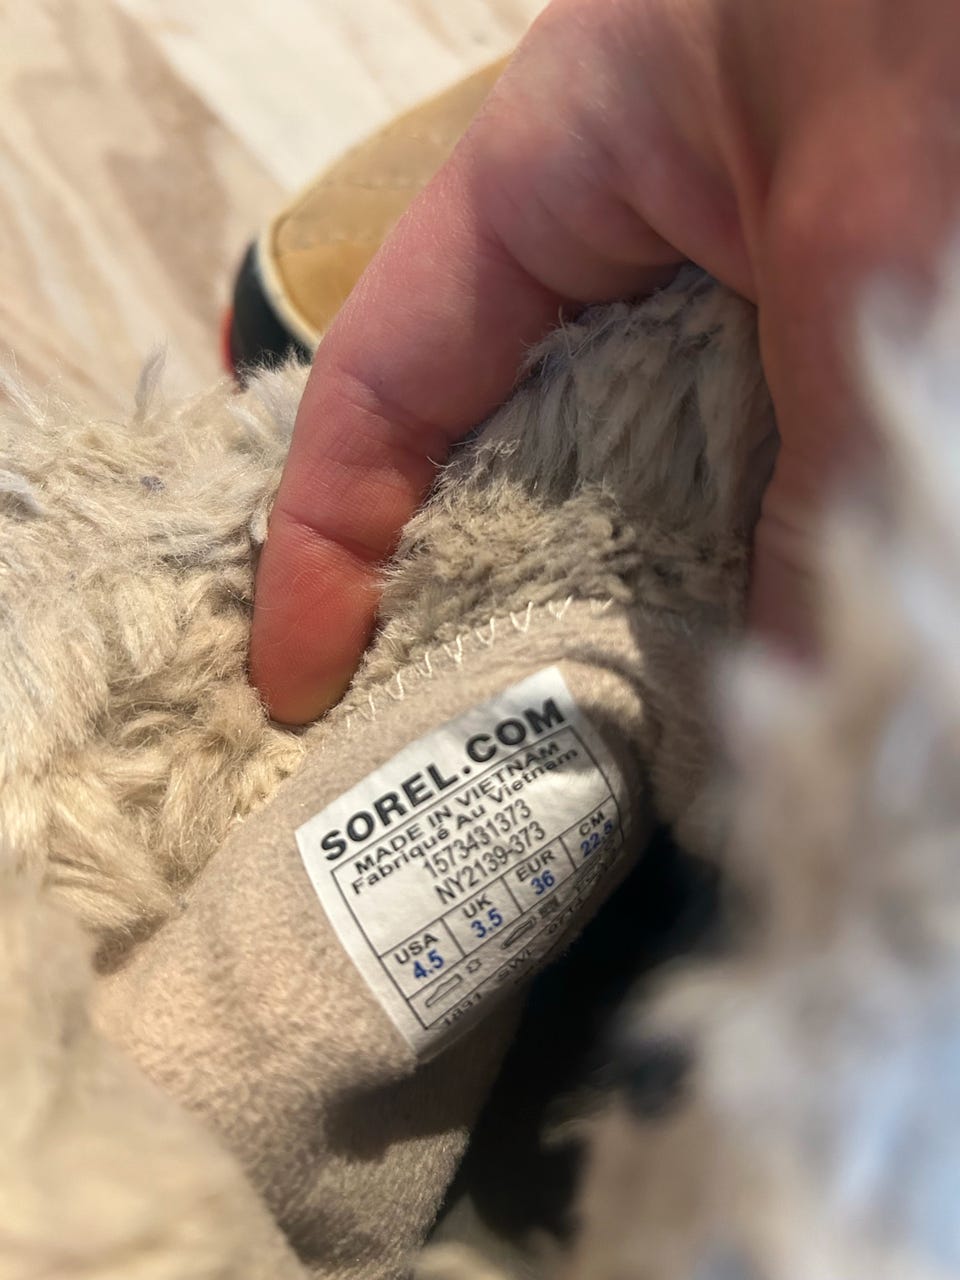 SOREL.COM
MADE IN VIETNAM
Fabriqué Au Vietnam
1573431373
NY2139-373
USA UK EUR CM
4.5 3.5 36 22.5